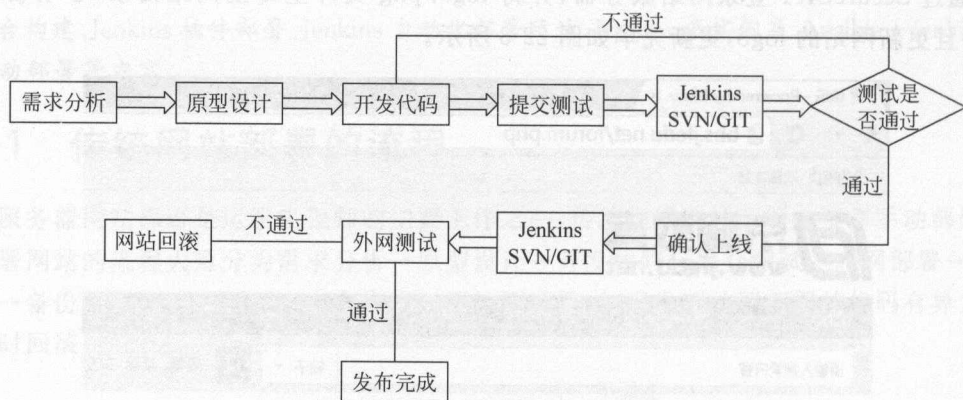 不通过
需求分析
原型设计
开发代码
提交测试
Jenkins
SVN/GIT
测试是
否通过
通过
网站回滚
不通过
外网测试
Jenkins
SVN/GIT
确认上线
通过
发布完成